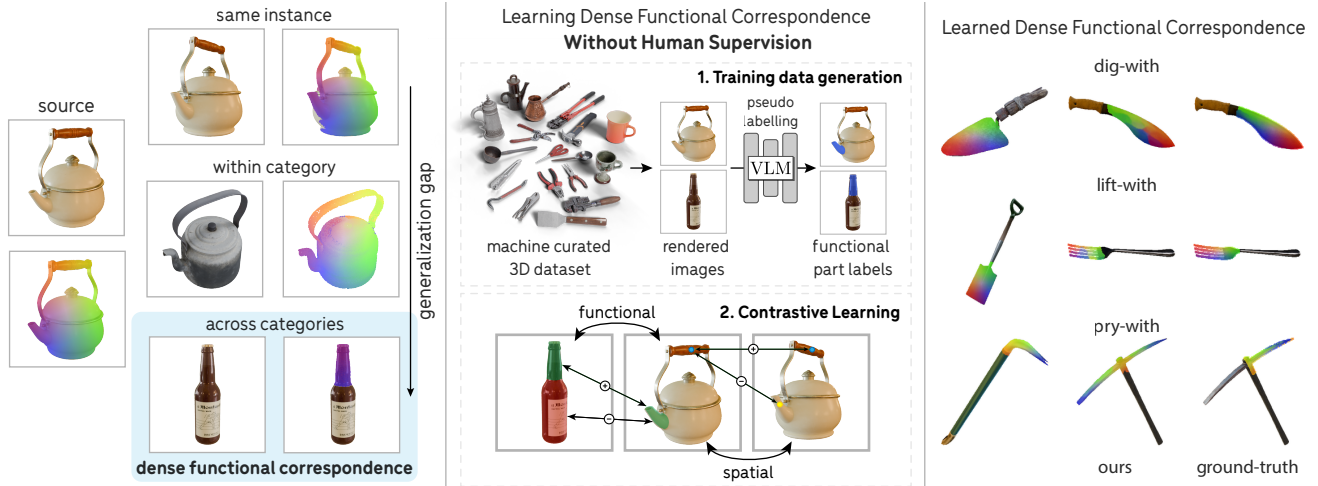 source
same instance
within category
across categories
dense functional correspondence
generalization gap
Learning Dense Functional Correspondence
Without Human Supervision
1. Training data generation
pseudo
labelling
VLM
machine curated
3D dataset
rendered
images
functional
part labels
2. Contrastive Learning
functional
spatial
Learned Dense Functional Correspondence
dig-with
lift-with
pry-with
ours
ground-truth